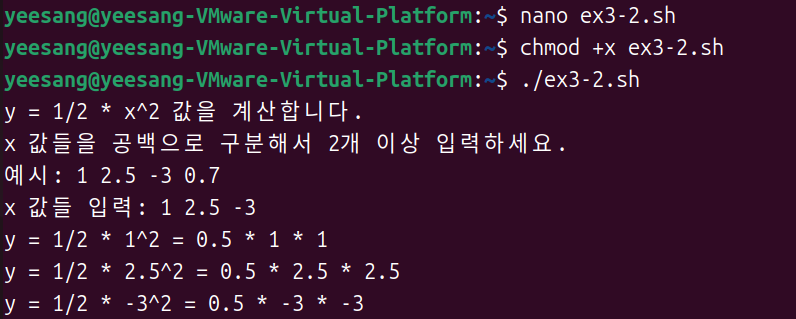 yeesang@yeesang-VMware-Virtual-Platform:~$ nano ex3-2.sh
yeesang@yeesang-VMware-Virtual-Platform:~$ chmod +x ex3-2.sh
yeesang@yeesang-VMware-Virtual-Platform:~$ ./ex3-2.sh
y = 1/2 * x^2 값을 계산합니다.
x 값들을 공백으로 구분해서 2개 이상 입력하세요.
예시: 1 2.5 -3 0.7
x 값들 입력: 1 2.5 -3
y = 1/2 * 1^2 = 0.5 * 1 * 1
y = 1/2 * 2.5^2 = 0.5 * 2.5 * 2.5
y = 1/2 * -3^2 = 0.5 * -3 * -3